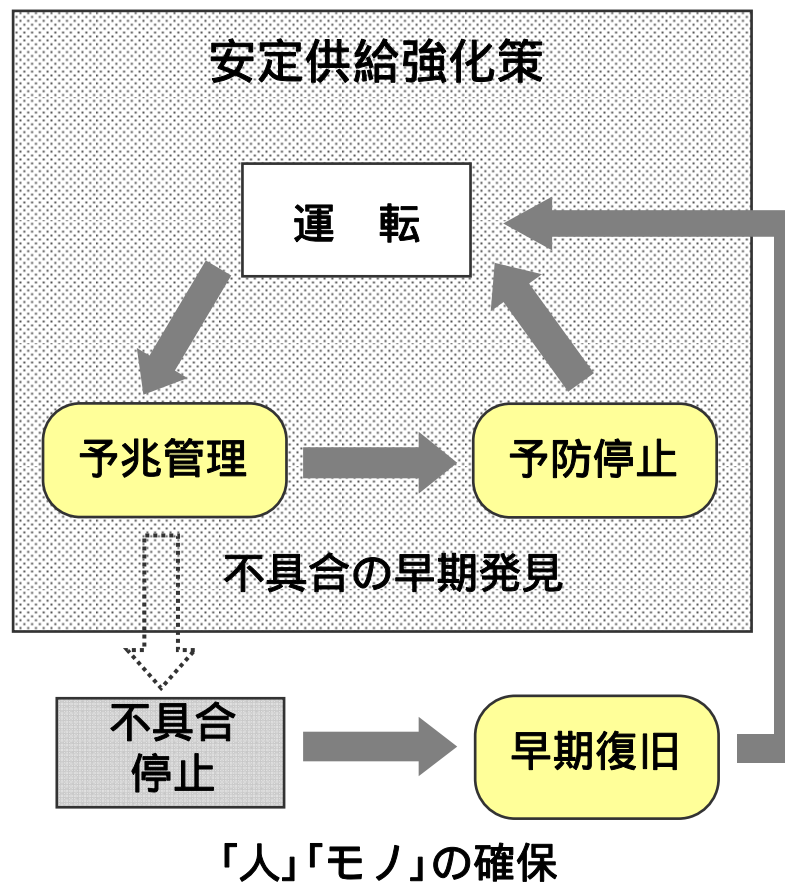 安定供給強化策
運　転
予兆管理
予防停止
不具合の早期発見
不具合
停止
早期復旧
「人」「モノ」の確保